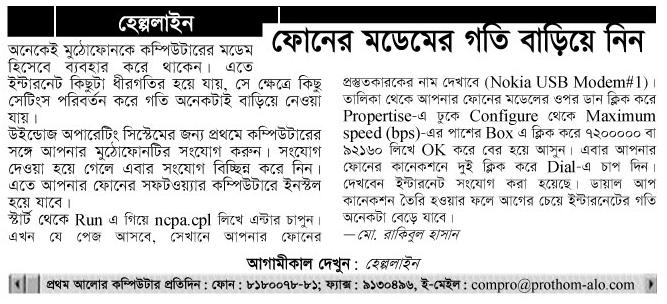 হেল্পলাইন
ফোনের মডেমের গতি বাড়িয়ে নিন
অনেকেই মুঠোফোনকে কম্পিউটারের মডেম
হিসেবে ব্যবহার করে থাকেন। এতে
ইন্টারনেট কিছুটা ধীরগতির হয়ে যায়, সে ক্ষেত্রে কিছু
সেটিংস পরিবর্তন করে গতি অনেকটাই বাড়িয়ে নেওয়া
যায়।
উইন্ডোজ অপারেটিং সিস্টেমের জন্য প্রথমে কম্পিউটারের
সঙ্গে আপনার মুঠোফোনটির সংযোগ করুন। সংযোগ
দেওয়া হয়ে গেলে এবার সংযোগ বিচ্ছিন্ন করে নিন।
এতে আপনার ফোনের সফটওয়্যার কম্পিউটারে ইনস্টল
হয়ে যাবে।
স্টার্ট থেকে Run এ গিয়ে ncpa.cpl লিখে এন্টার চাপুন।
এখন যে পেজ আসবে, সেখানে আপনার ফোনের
প্রস্তুতকারকের নাম দেখাবে (Nokia USB Modem#1)।
তালিকা থেকে আপনার ফোনের মডেলের ওপর ডান ক্লিক করে
Propertise-এ ঢুকে Configure থেকে Maximum
speed (bps)-এর পাশের Box এ ক্লিক করে ৭২০০০০০ বা
৯২১৬০ লিখে OK করে বের হয়ে আসুন। এবার আপনার
ফোনের কানেকশনে দুই ক্লিক করে Dial-এ চাপ দিন।
দেখবেন ইন্টারনেট সংযোগ করা হয়েছে। ডায়াল আপ
কানেকশন তৈরি হওয়ার ফলে আগের চেয়ে ইন্টারনেটের গতি
অনেকটা বেড়ে যাবে।
—মো. রাকিবুল হাসান
আগামীকাল দেখুন : হেল্পলাইন
প্রথম আলোর কম্পিউটার প্রতিদিন : ফোন : ৮১৮০০৭৮-৮১; ফ্যাক্স : ৯১৩০৪৯৬, ই-মেইল : compro@prothom-alo.com